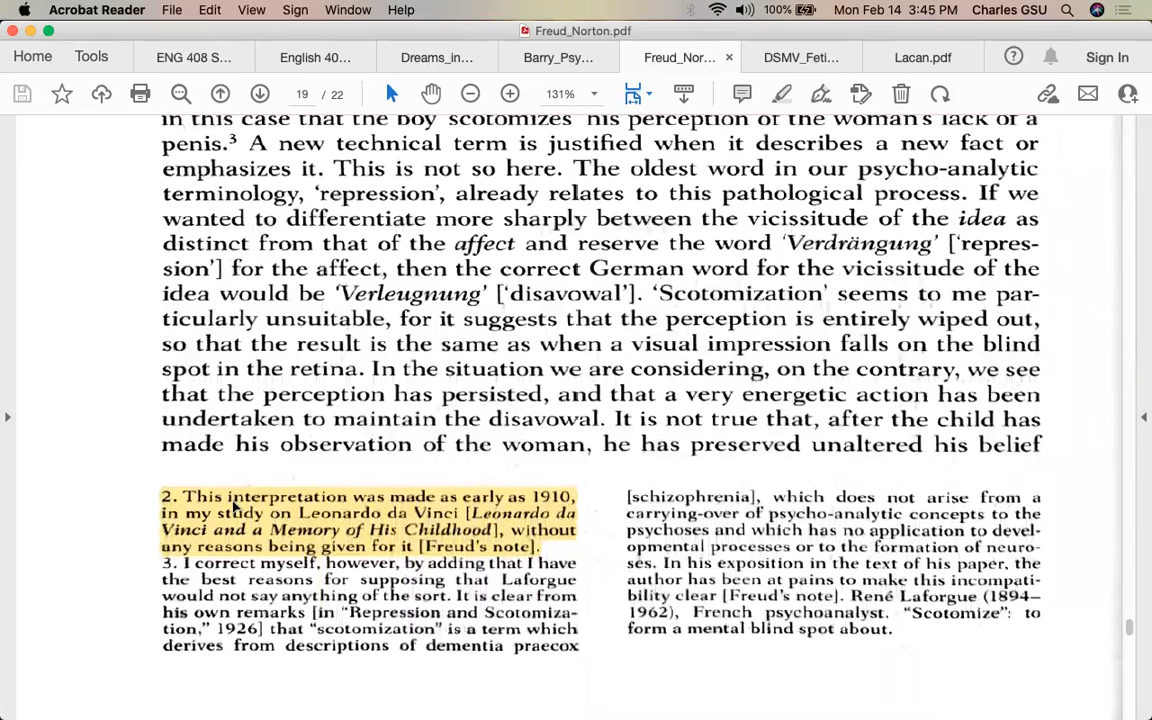 Acrobat Reader File Edit View Sign Window Help 100% Mon Feb 14 3:45 PM Charles GSU
Freud_Norton.pdf
Home Tools ENG 408 S... English 40... Dreams_in... Barry_Psy... Freud_Nor... × DSMV_Feti... Lacan.pdf Sign In
19 / 22 131%
in this case that the boy 'scotomizes' his perception of the woman's lack of a
penis.³ A new technical term is justified when it describes a new fact or
emphasizes it. This is not so here. The oldest word in our psycho-analytic
terminology, 'repression', already relates to this pathological process. If we
wanted to differentiate more sharply between the vicissitude of the idea as
distinct from that of the affect and reserve the word 'Verdrängung' ['repres-
sion'] for the affect, then the correct German word for the vicissitude of the
idea would be 'Verleugnung' ['disavowal']. 'Scotomization' seems to me par-
ticularly unsuitable, for it suggests that the perception is entirely wiped out,
so that the result is the same as when a visual impression falls on the blind
spot in the retina. In the situation we are considering, on the contrary, we see
that the perception has persisted, and that a very energetic action has been
undertaken to maintain the disavowal. It is not true that, after the child has
made his observation of the woman, he has preserved unaltered his belief
2. This interpretation was made as early as 1910,
in my study on Leonardo da Vinci [Leonardo da
Vinci and a Memory of His Childhood], without
any reasons being given for it [Freud's note].
3. I correct myself, however, by adding that I have
the best reasons for supposing that Laforgue
would not say anything of the sort. It is clear from
his own remarks [in "Repression and Scotomiza-
tion," 1926] that "scotomization" is a term which
derives from descriptions of dementia praecox
[schizophrenia], which does not arise from a
carrying-over of psycho-analytic concepts to the
psychoses and which has no application to devel-
opmental processes or to the formation of neuro-
ses. In his exposition in the text of his paper, the
author has been at pains to make this incompati-
bility clear [Freud's note]. René Laforgue (1894–
1962), French psychoanalyst. "Scotomize": to
form a mental blind spot about.